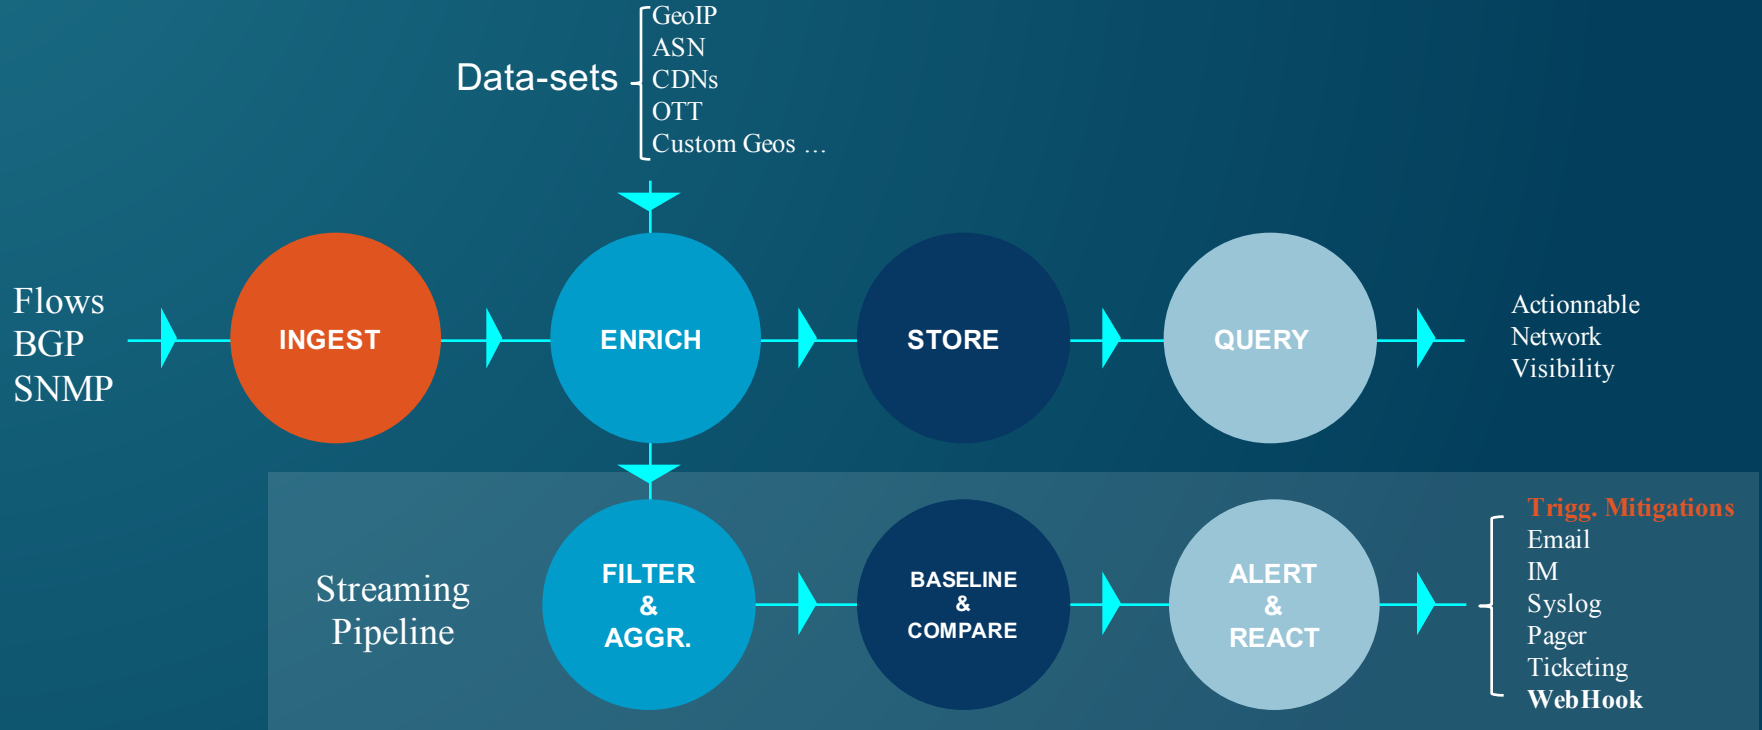 GeoIP
ASN
Data-sets
CDNs
OTT
Custom Geos ...
Flows
BGP
SNMP
INGEST
ENRICH
STORE
QUERY
Actionnable
Network
Visibility
Streaming
Pipeline
FILTER
&
AGGR.
BASELINE
&
COMPARE
ALERT
&
REACT
Trigg. Mitigations
Email
IM
Syslog
Pager
Ticketing
WebHook